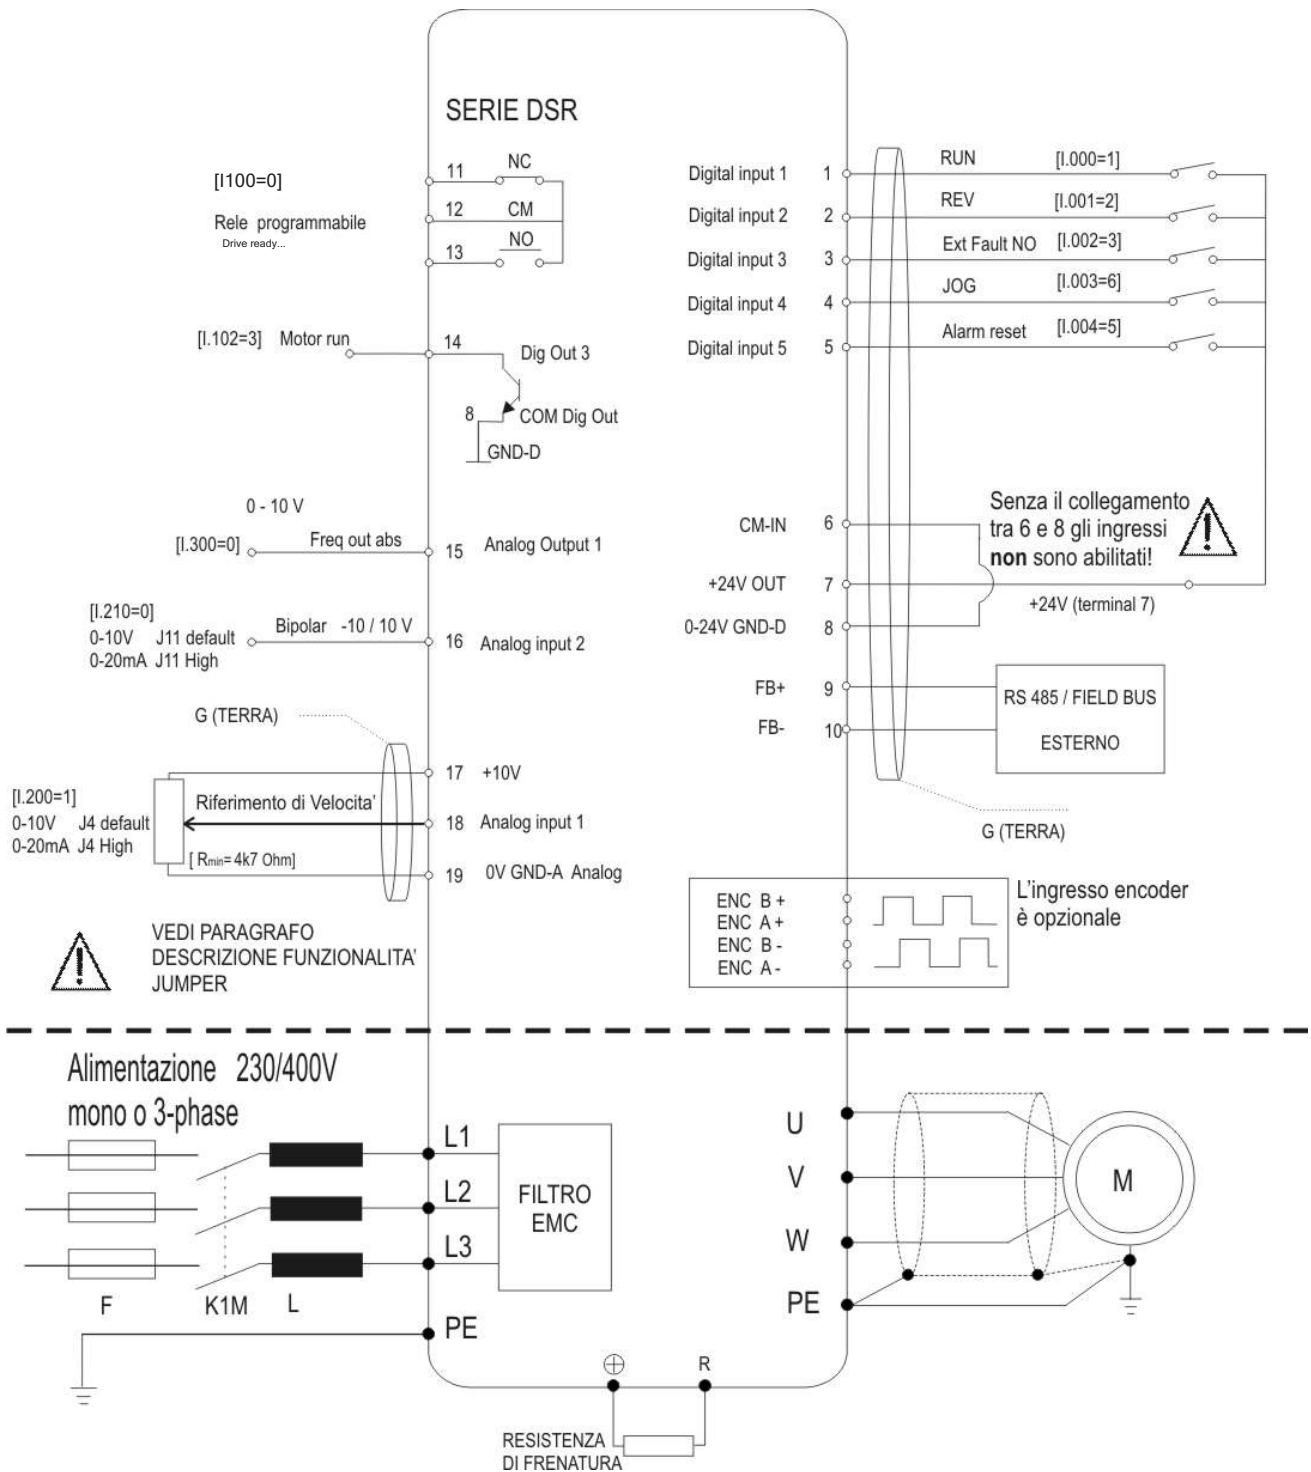 SERIE DSR
[I100=0]
Rele programmabile
Drive ready...
11 NC
12 CM
13 NO
[I.102=3] Motor run
14
Dig Out 3
8 COM Dig Out
GND-D
0 - 10 V
[I.300=0] Freq out abs 15 Analog Output 1
[I.210=0]
0-10V J11 default
0-20mA J11 High
Bipolar -10 / 10 V 16 Analog input 2
G (TERRA)
17 +10V
[I.200=1]
0-10V J4 default
0-20mA J4 High
Riferimento di Velocita' 18 Analog input 1
[ Rmin= 4k7 Ohm] 19 0V GND-A Analog
VEDI PARAGRAFO
DESCRIZIONE FUNZIONALITA'
JUMPER
Digital input 1 1 RUN [I.000=1]
Digital input 2 2 REV [I.001=2]
Digital input 3 3 Ext Fault NO [I.002=3]
Digital input 4 4 JOG [I.003=6]
Digital input 5 5 Alarm reset [I.004=5]
Senza il collegamento
tra 6 e 8 gli ingressi
non sono abilitati!
CM-IN 6
+24V OUT 7
+24V (terminal 7)
0-24V GND-D 8
FB+ 9
FB- 10
RS 485 / FIELD BUS
ESTERNO
G (TERRA)
ENC B +
ENC A +
ENC B -
ENC A -
L'ingresso encoder
è opzionale
Alimentazione 230/400V
mono o 3-phase
L1
L2
L3
PE
F K1M L
FILTRO
EMC
U
V
W
PE
M
R
RESISTENZA
DI FRENATURA